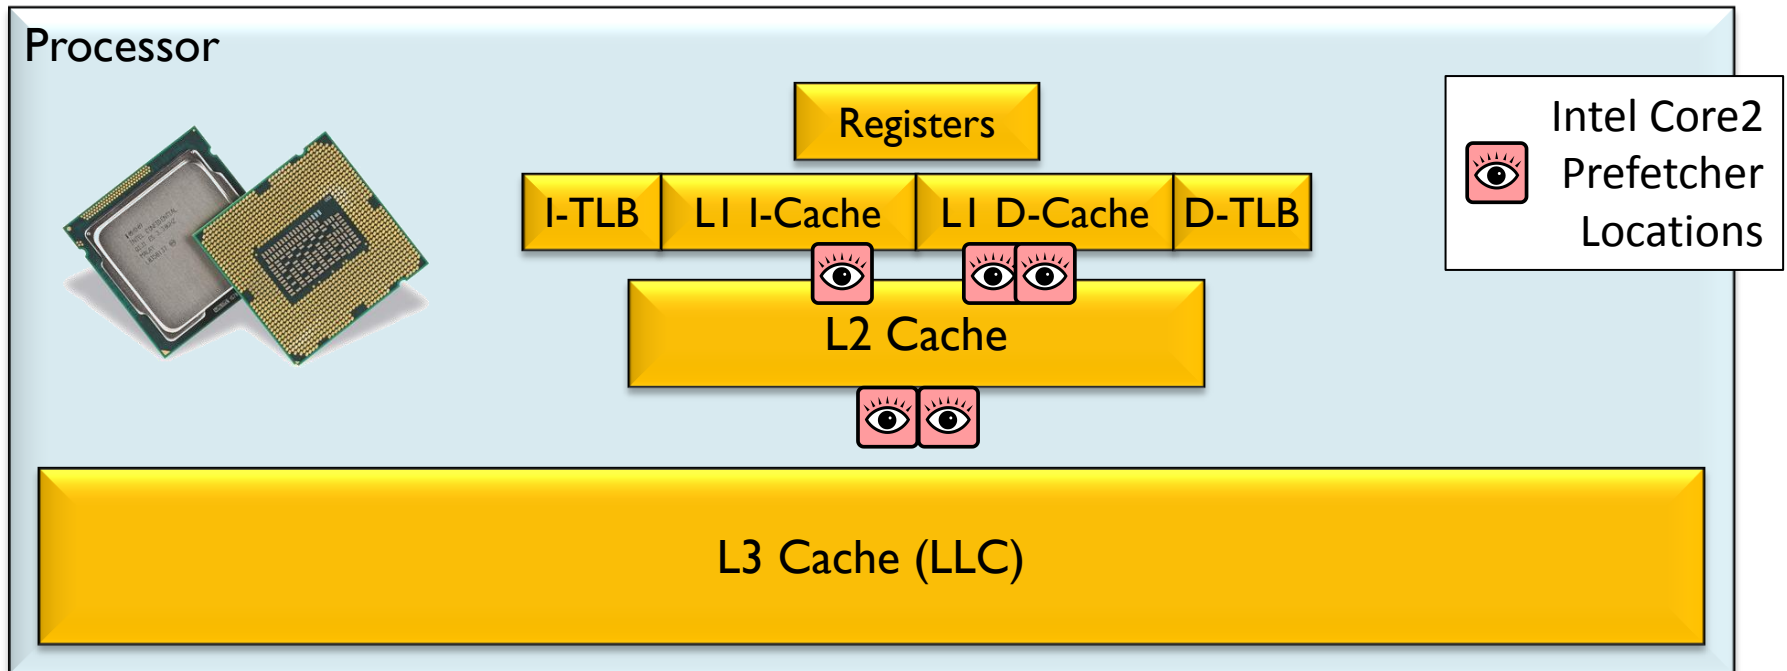 Processor
Registers
Intel Core2
Prefetcher
Locations
I-TLB
L1 I-Cache
L1 D-Cache
D-TLB
L2 Cache
L3 Cache (LLC)